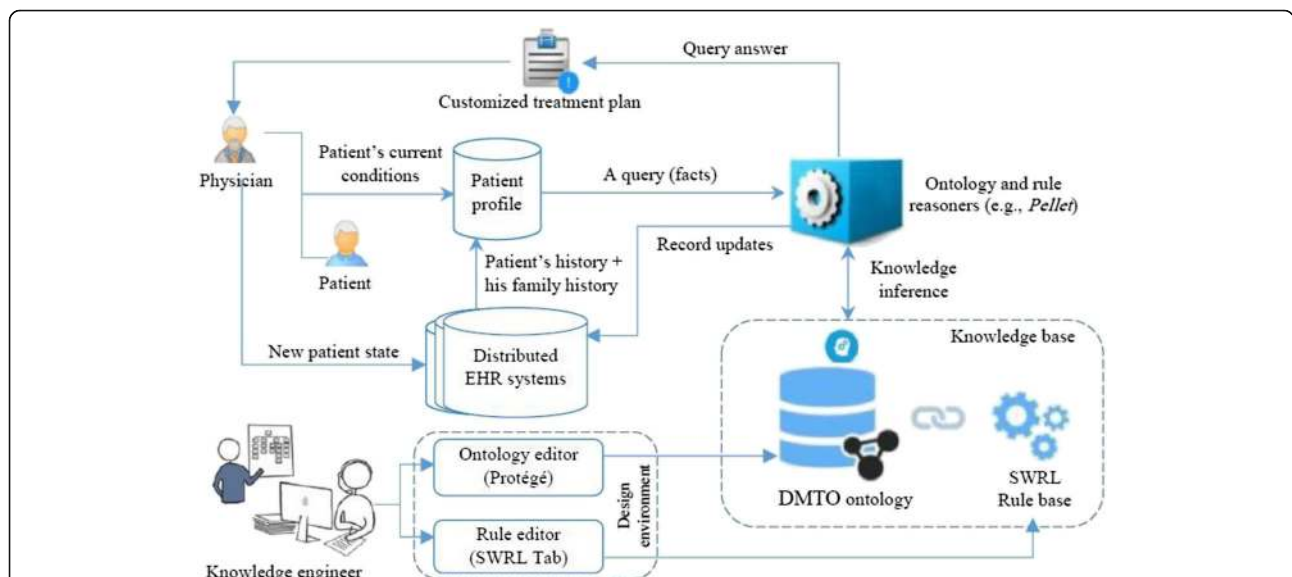 Query answer
Customized treatment plan
Physician
Patient's current
conditions
Patient
profile
A query (facts)
Ontology and rule
reasoners (e.g., Pellet)
Patient
Patient's history +
his family history
Record updates
Knowledge
inference
New patient state
Distributed
EHR systems
Knowledge base
Ontology editor
(Protégé)
Rule editor
(SWRL Tab)
Design
environment
DMTO ontology
SWRL
Rule base
Knowledge engineer